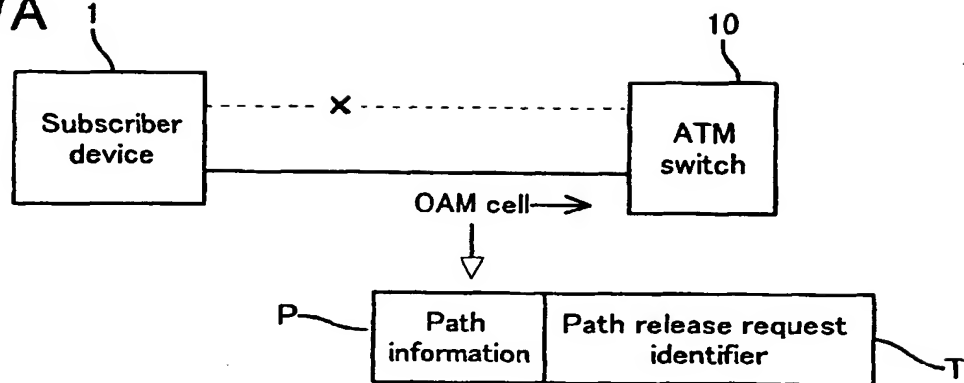 A
1
10
Subscriber
device
×
ATM
switch
OAM cell
P
Path
information
Path release request
identifier
T